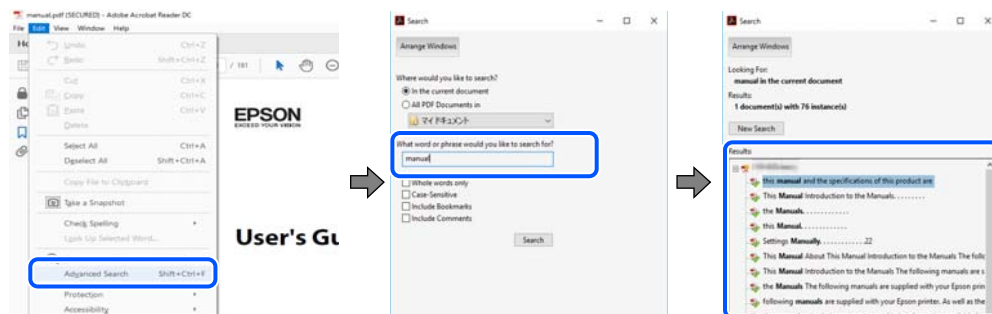 manual.pdf (SECURED) - Adobe Acrobat Reader DC
File Edit View Window Help
Undo Ctrl+Z
Redo Shift+Ctrl+Z
Cut Ctrl+X
Copy Ctrl+C
Paste Ctrl+V
Delete
Select All Ctrl+A
Deselect All Shift+Ctrl+A
Copy File to Clipboard
Take a Snapshot
Check Spelling
Look Up Selected Word...
Advanced Search Shift+Ctrl+F
Protection
Accessibility
/ 181
EPSON
EXCEED YOUR VISION
User's Gu
Search
Arrange Windows
Where would you like to search?
In the current document
All PDF Documents in
マイ ドキュメント
What word or phrase would you like to search for?
manual
Whole words only
Case-Sensitive
Include Bookmarks
Include Comments
Search
Search
Arrange Windows
Looking For:
manual in the current document
Results:
1 document(s) with 76 instance(s)
New Search
Results:
this manual and the specifications of this product are
This Manual Introduction to the Manuals. . . . . . . . .
the Manuals. . . . . . . . . . . . .
this Manual. . . . . . . . . . . . .
Settings Manually. . . . . . . . . . . . .22
This Manual About This Manual Introduction to the Manuals The follo
This Manual Introduction to the Manuals The following manuals are s
the Manuals The following manuals are supplied with your Epson prin
following manuals are supplied with your Epson printer. As well as the